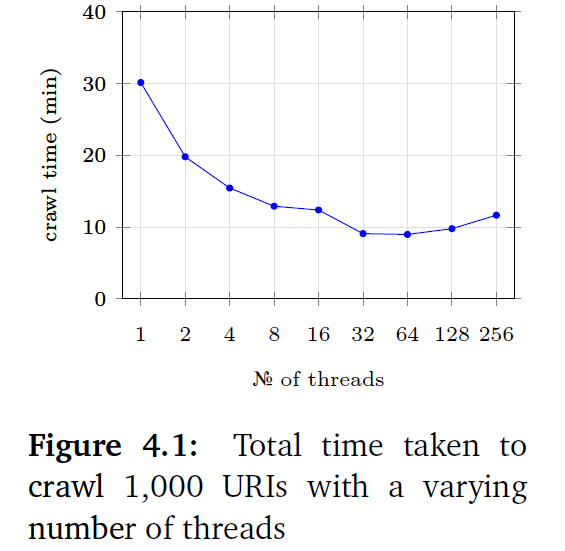 40
30
20
10
0
crawl time (min)
1 2 4 8 16 32 64 128 256
№ of threads
Figure 4.1: Total time taken to
crawl 1,000 URIs with a varying
number of threads